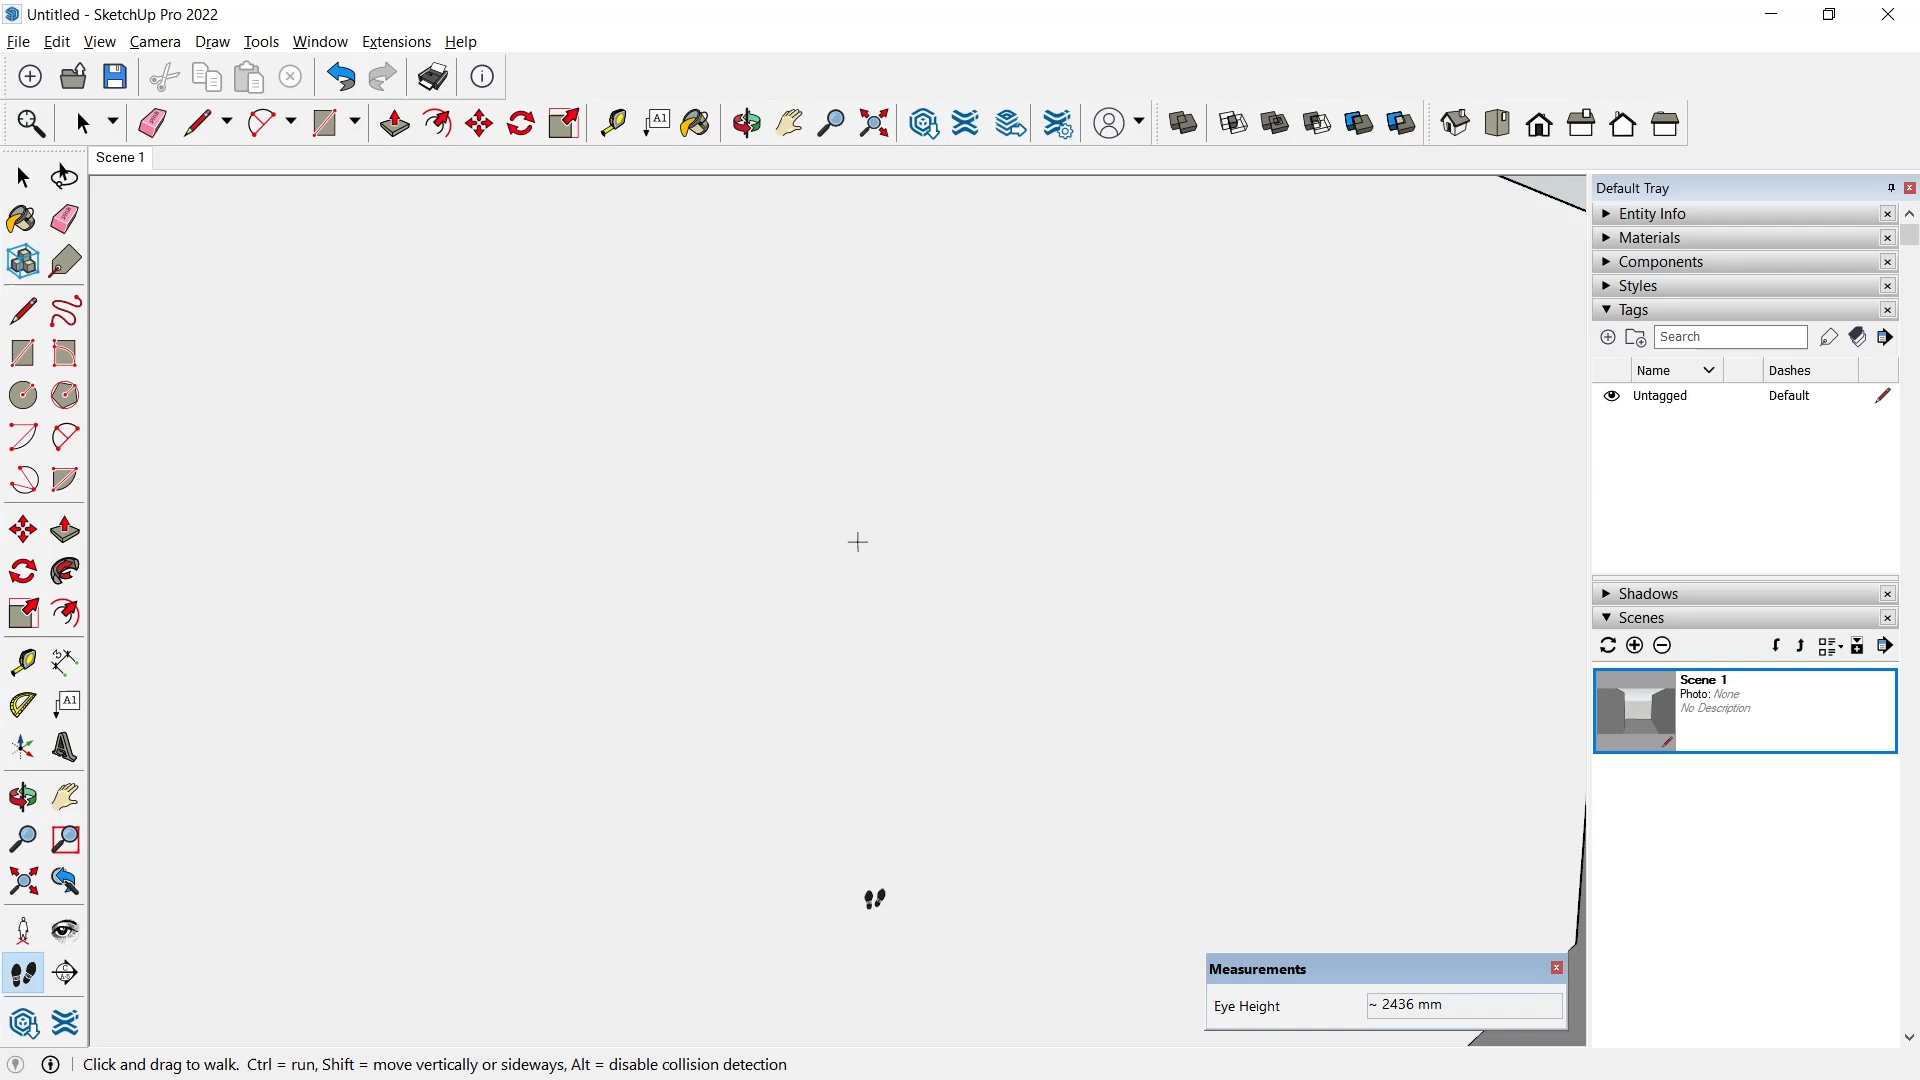 Untitled - SketchUp Pro 2022
File Edit View Camera Draw Tools Window Extensions Help
A1
Scene 1
Default Tray
Entity Info
Materials
Components
Styles
Tags
Search
Name Dashes
Untagged Default
A1
Shadows
Scenes
Scene 1
Photo: None
No Description
Measurements
Eye Height ~ 2436 mm
Click and drag to walk. Ctrl = run, Shift = move vertically or sideways, Alt = disable collision detection